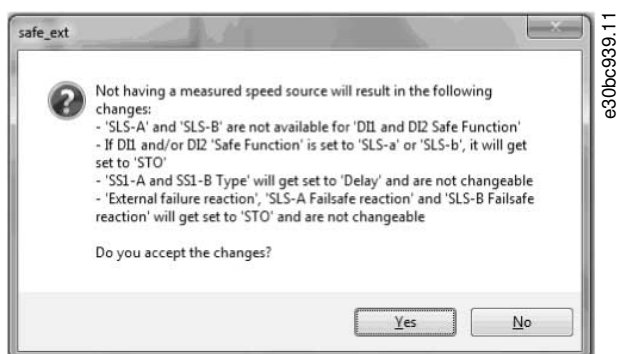 safe_ext
Not having a measured speed source will result in the following
changes:
- 'SLS-A' and 'SLS-B' are not available for 'DI1 and DI2 Safe Function'
- If DI1 and/or DI2 'Safe Function' is set to 'SLS-a' or 'SLS-b', it will get
set to 'STO'
- 'SS1-A and SS1-B Type' will get set to 'Delay' and are not changeable
- 'External failure reaction', 'SLS-A Failsafe reaction' and 'SLS-B Failsafe
reaction' will get set to 'STO' and are not changeable
Do you accept the changes?
Yes
No
e30bc939.11